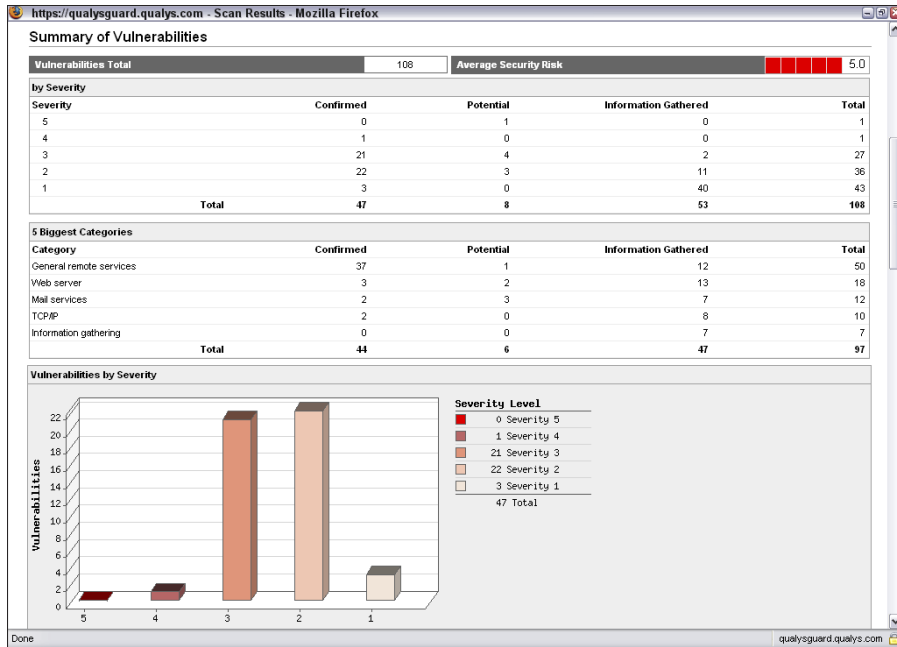 https://qualysguard.qualys.com - Scan Results - Mozilla Firefox
Summary of Vulnerabilities
Vulnerabilities Total 108 Average Security Risk 5.0
by Severity
Severity Confirmed Potential Information Gathered Total
5 0 1 0 1
4 1 0 0 1
3 21 4 2 27
2 22 3 11 36
1 3 0 40 43
Total 47 8 53 108
5 Biggest Categories
Category Confirmed Potential Information Gathered Total
General remote services 37 1 12 50
Web server 3 2 13 18
Mail services 2 3 7 12
TCP/IP 2 0 8 10
Information gathering 0 0 7 7
Total 44 6 47 97
Vulnerabilities by Severity
Vulnerabilities
22
20
18
16
14
12
10
8
6
4
2
0
5 4 3 2 1
Severity Level
0 Severity 5
1 Severity 4
21 Severity 3
22 Severity 2
3 Severity 1
47 Total
Done qualysguard.qualys.com